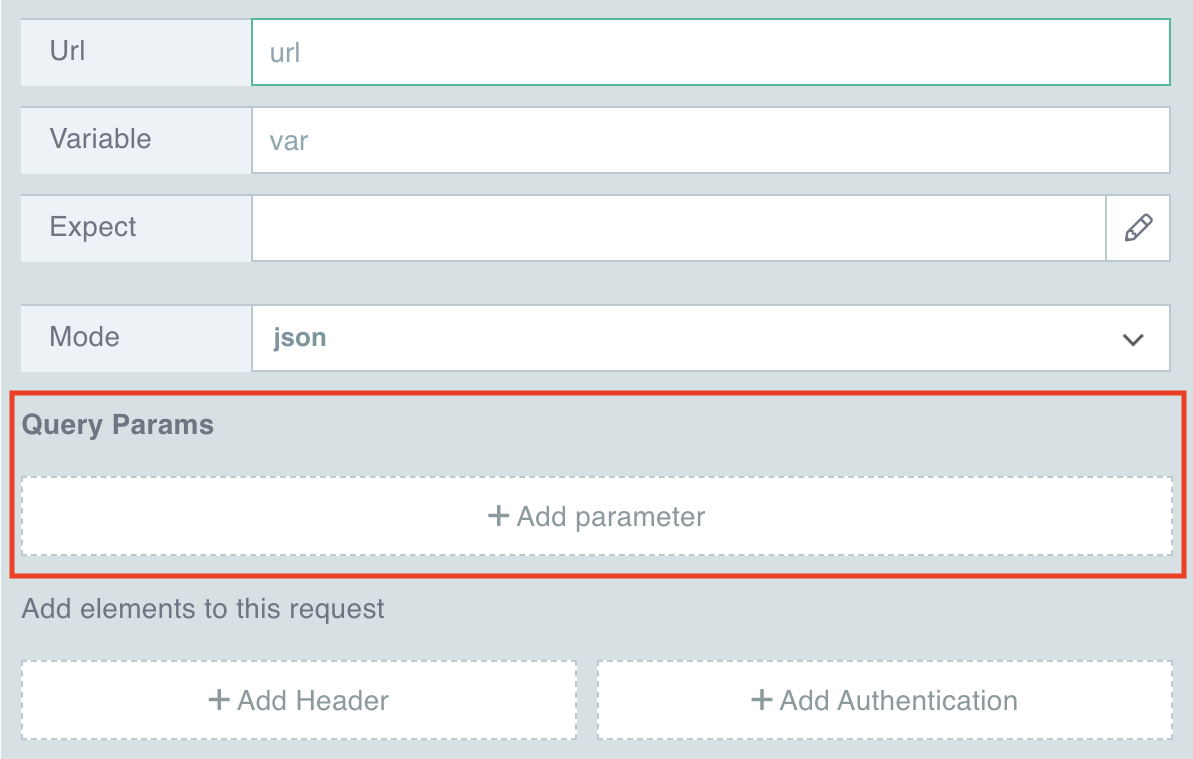 Url
url
Variable
var
Expect
Mode
json
Query Params
+ Add parameter
Add elements to this request
+ Add Header
+ Add Authentication